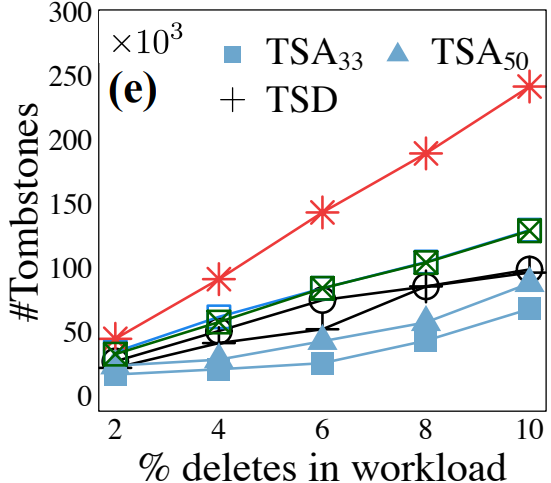 300
×10³
TSA₃₃
TSA₅₀
250
(e)
TSD
200
150
100
50
0
#Tombstones
2 4 6 8 10
% deletes in workload